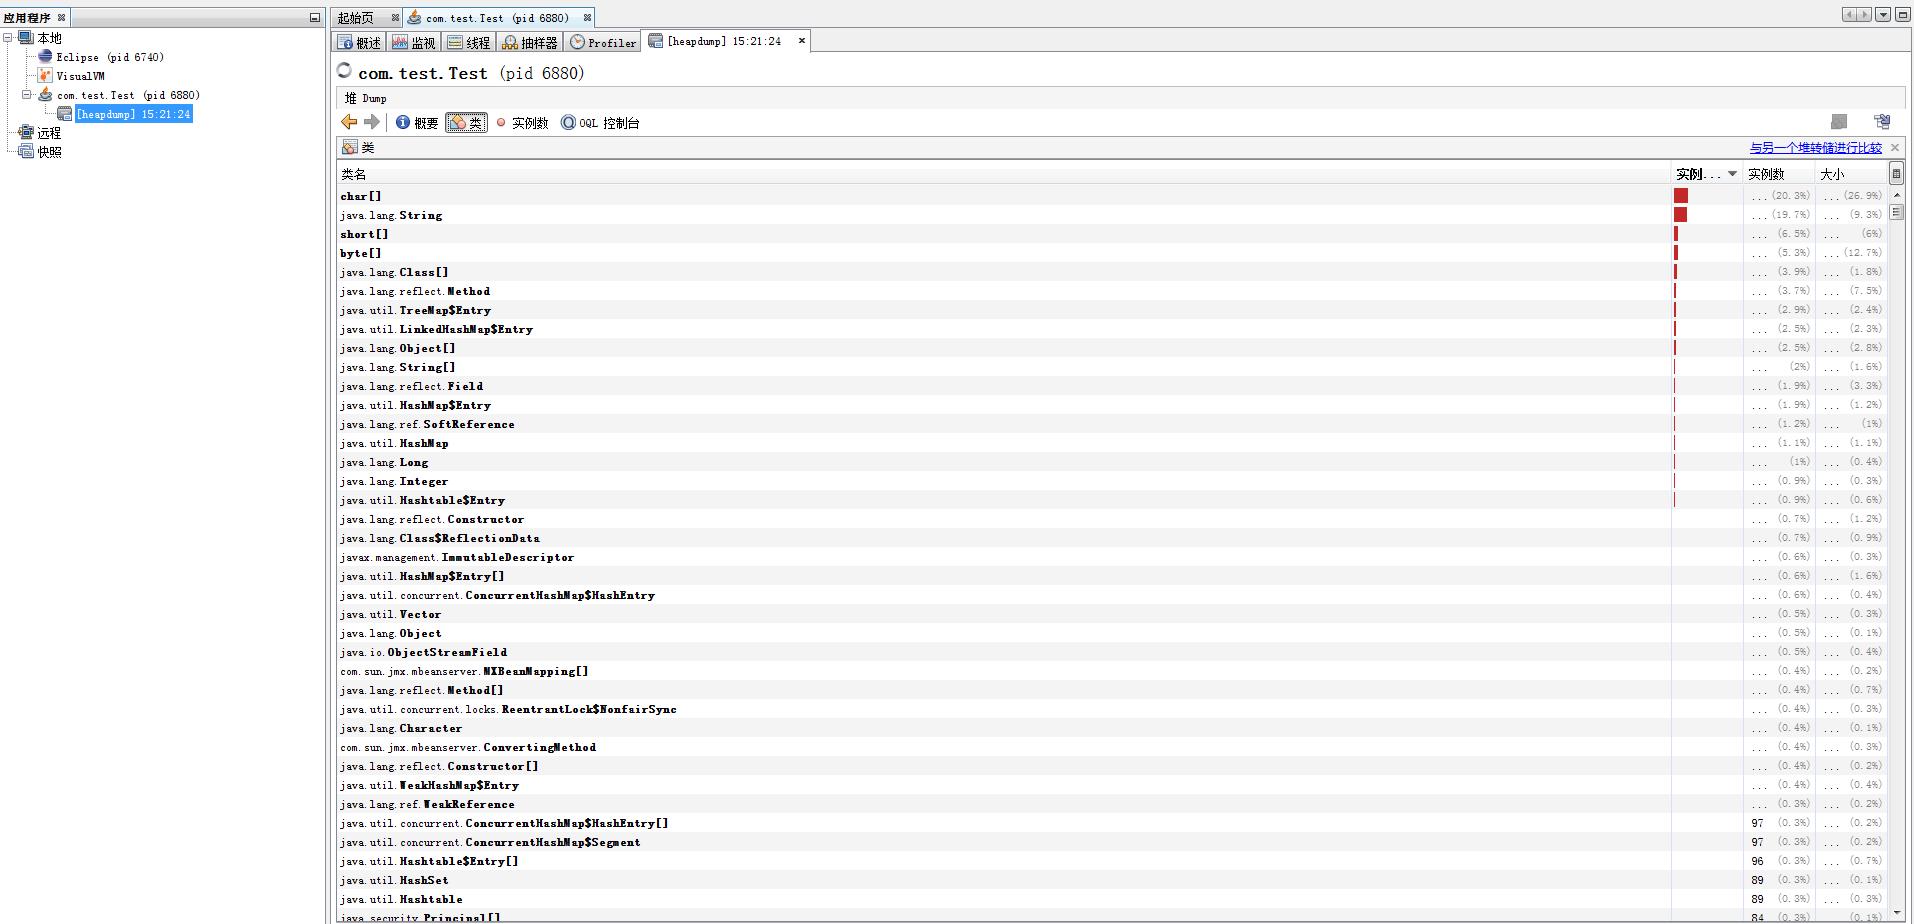 应用程序
本地
Eclipse (pid 6740)
VisualVM
com.test.Test (pid 6880)
[heapdump] 15:21:24
远程
快照
起始页 com.test.Test (pid 6880)
概述 监视 线程 抽样器 Profiler [heapdump] 15:21:24
com.test.Test (pid 6880)
堆 Dump
概要 类 实例数 OQL 控制台
类 与另一个堆转储进行比较
类名 实例... 实例数 大小
char[] ... (20.3%) ... (26.9%)
java.lang.String ... (19.7%) ... (9.3%)
short[] ... (6.5%) ... (6%)
byte[] ... (5.3%) ... (12.7%)
java.lang.Class[] ... (3.9%) ... (1.8%)
java.lang.reflect.Method ... (3.7%) ... (7.5%)
java.util.TreeMap$Entry ... (2.9%) ... (2.4%)
java.util.LinkedHashMap$Entry ... (2.5%) ... (2.3%)
java.lang.Object[] ... (2.5%) ... (2.8%)
java.lang.String[] ... (2%) ... (1.6%)
java.lang.reflect.Field ... (1.9%) ... (3.3%)
java.util.HashMap$Entry ... (1.9%) ... (1.2%)
java.lang.ref.SoftReference ... (1.2%) ... (1%)
java.util.HashMap ... (1.1%) ... (1.1%)
java.lang.Long ... (1%) ... (0.4%)
java.lang.Integer ... (0.9%) ... (0.3%)
java.util.Hashtable$Entry ... (0.9%) ... (0.6%)
java.lang.reflect.Constructor ... (0.7%) ... (1.2%)
java.lang.Class$ReflectionData ... (0.7%) ... (0.9%)
javax.management.ImmutableDescriptor ... (0.6%) ... (0.3%)
java.util.HashMap$Entry[] ... (0.6%) ... (1.6%)
java.util.concurrent.ConcurrentHashMap$HashEntry ... (0.6%) ... (0.4%)
java.util.Vector ... (0.5%) ... (0.3%)
java.lang.Object ... (0.5%) ... (0.1%)
java.io.ObjectStreamField ... (0.5%) ... (0.4%)
com.sun.jmx.mbeanserver.MXBeanMapping[] ... (0.4%) ... (0.2%)
java.lang.reflect.Method[] ... (0.4%) ... (0.7%)
java.util.concurrent.locks.ReentrantLock$NonfairSync ... (0.4%) ... (0.3%)
java.lang.Character ... (0.4%) ... (0.1%)
com.sun.jmx.mbeanserver.ConvertingMethod ... (0.4%) ... (0.3%)
java.lang.reflect.Constructor[] ... (0.4%) ... (0.2%)
java.util.WeakHashMap$Entry ... (0.4%) ... (0.4%)
java.lang.ref.WeakReference ... (0.3%) ... (0.2%)
java.util.concurrent.ConcurrentHashMap$HashEntry[] 97 (0.3%) ... (0.2%)
java.util.concurrent.ConcurrentHashMap$Segment 97 (0.3%) ... (0.2%)
java.util.Hashtable$Entry[] 96 (0.3%) ... (0.7%)
java.util.HashSet 89 (0.3%) ... (0.1%)
java.util.Hashtable 89 (0.3%) ... (0.3%)
java.security.Principal[] 84 (0.3%) ... (0.1%)